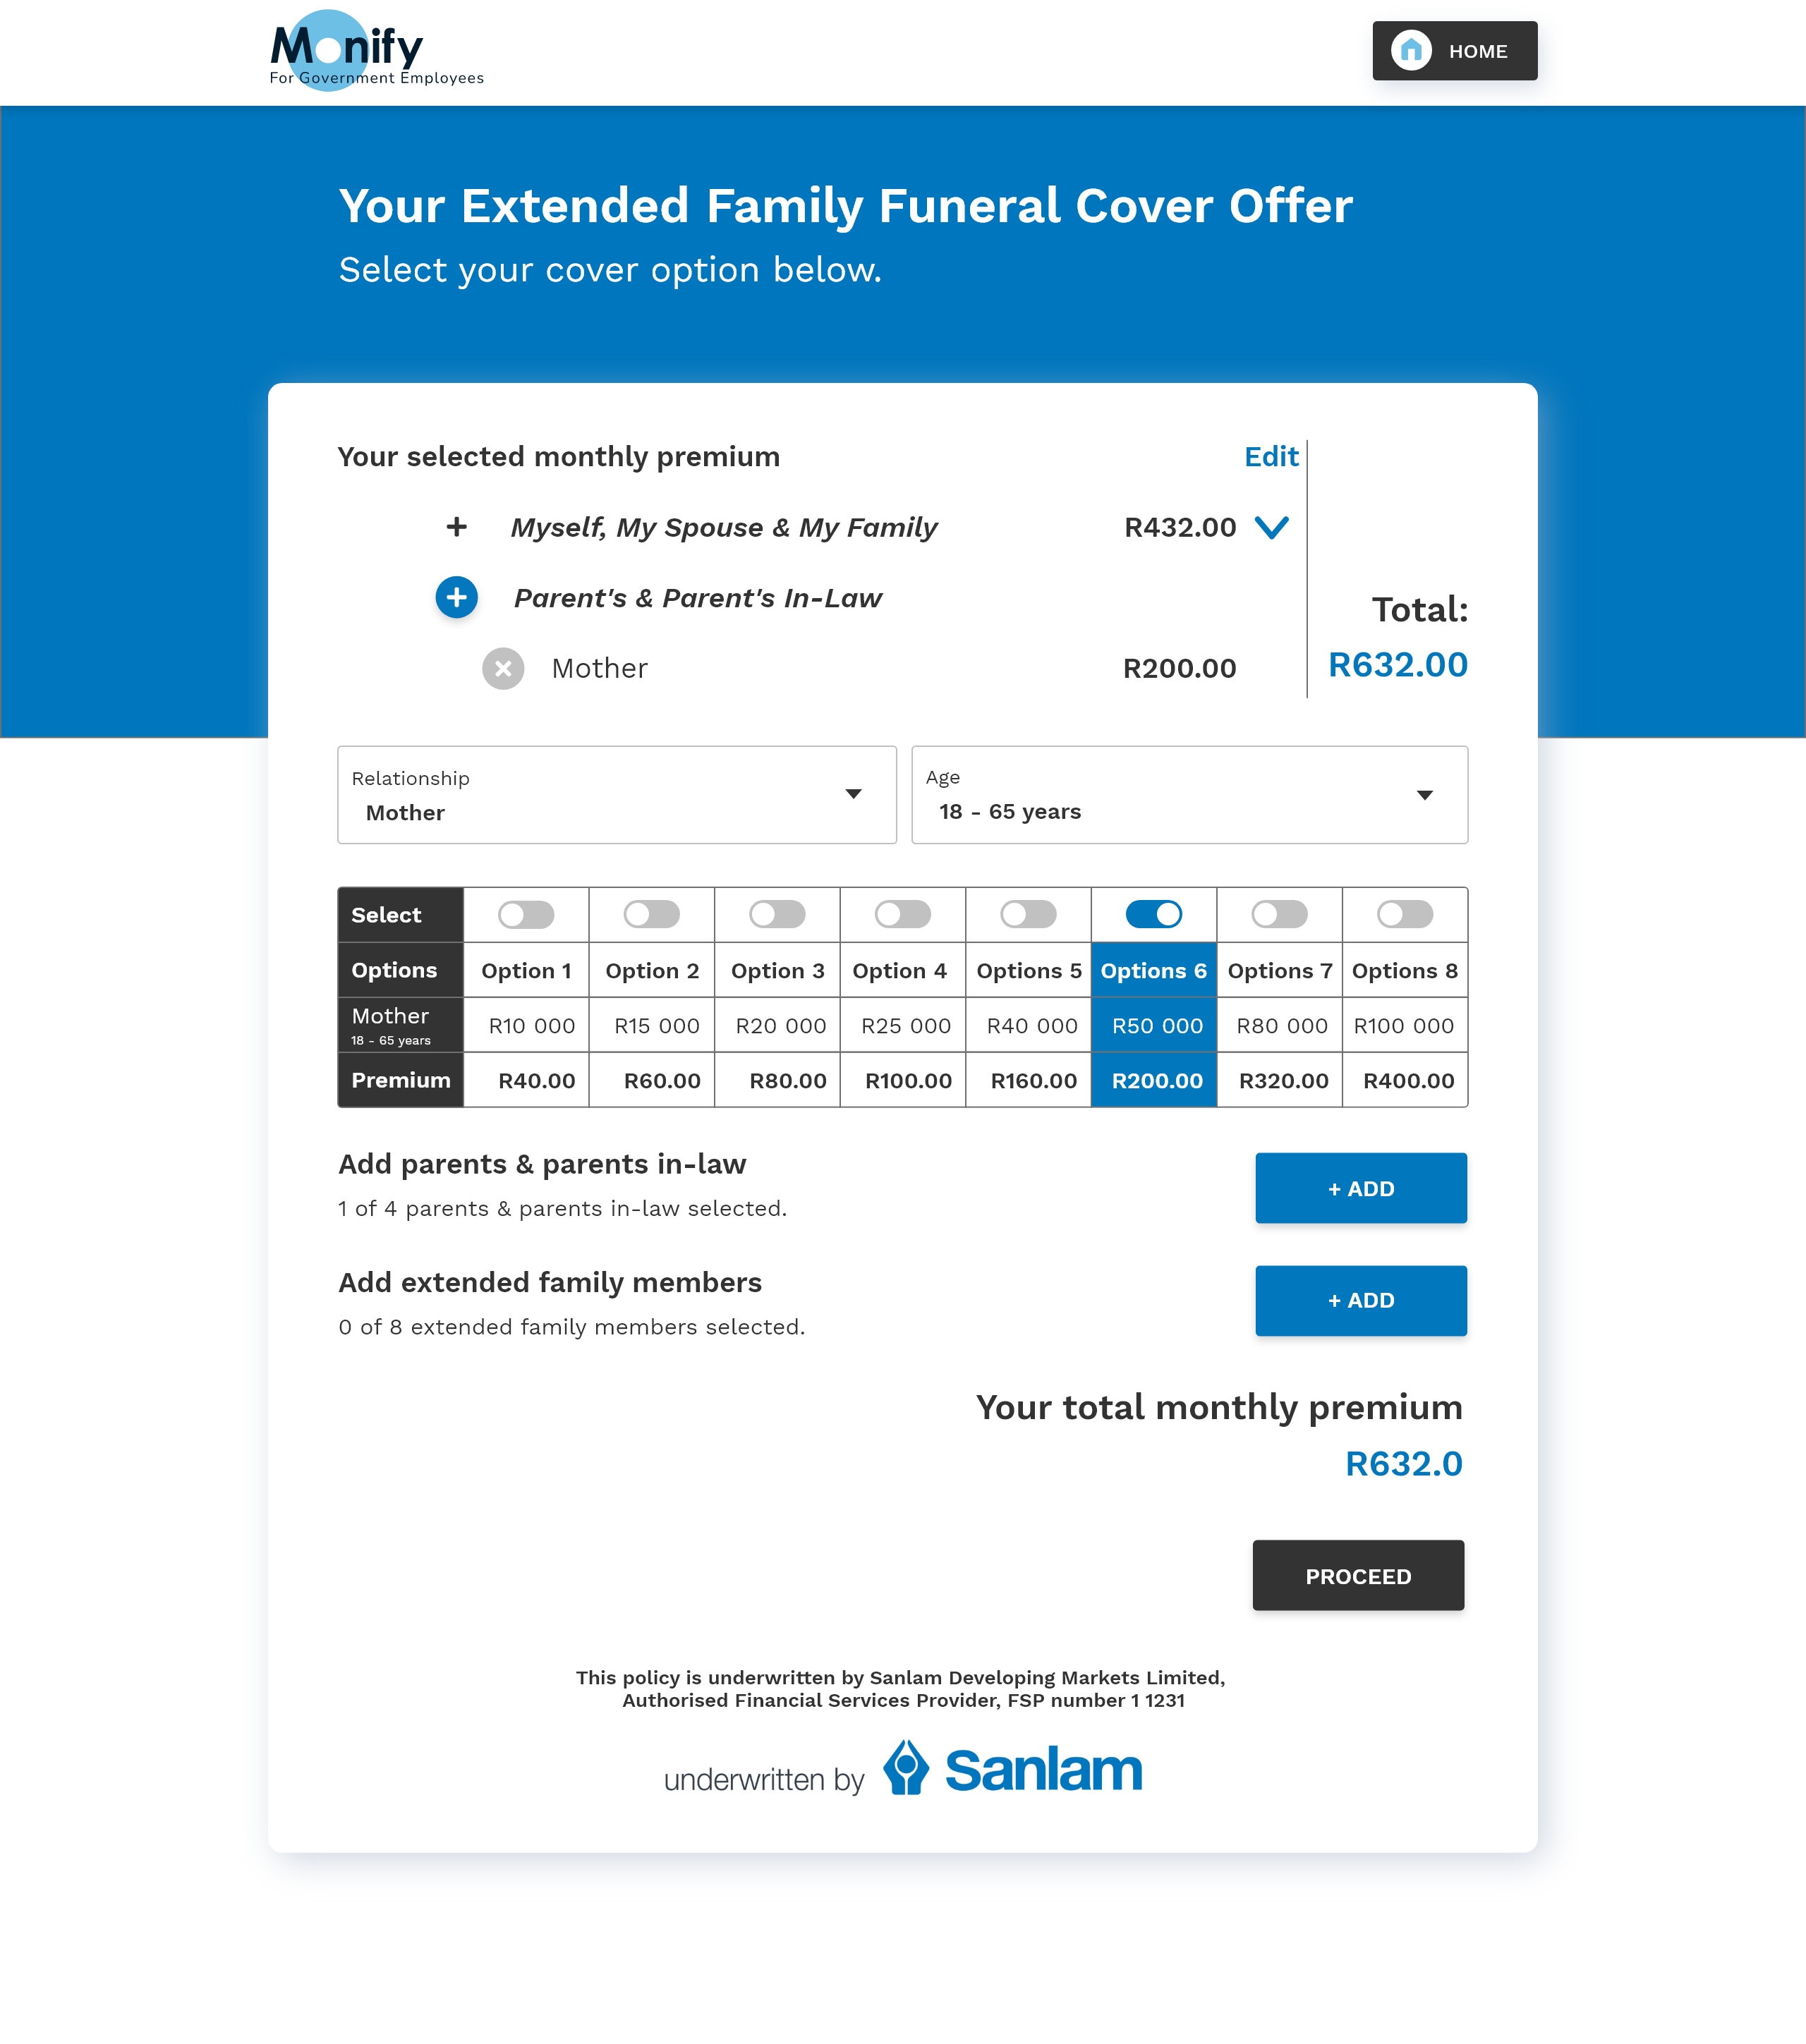 Monify
For Government Employees
HOME
Your Extended Family Funeral Cover Offer
Select your cover option below.
Your selected monthly premium Edit
+ Myself, My Spouse & My Family R432.00
+ Parent's & Parent's In-Law
Mother R200.00
Total:
R632.00
Relationship
Mother
Age
18 - 65 years
Select
Options Option 1 Option 2 Option 3 Option 4 Options 5 Options 6 Options 7 Options 8
Mother R10 000 R15 000 R20 000 R25 000 R40 000 R50 000 R80 000 R100 000
18 - 65 years
Premium R40.00 R60.00 R80.00 R100.00 R160.00 R200.00 R320.00 R400.00
Add parents & parents in-law
1 of 4 parents & parents in-law selected.
+ ADD
Add extended family members
0 of 8 extended family members selected.
+ ADD
Your total monthly premium
R632.0
PROCEED
This policy is underwritten by Sanlam Developing Markets Limited,
Authorised Financial Services Provider, FSP number 1 1231
underwritten by Sanlam